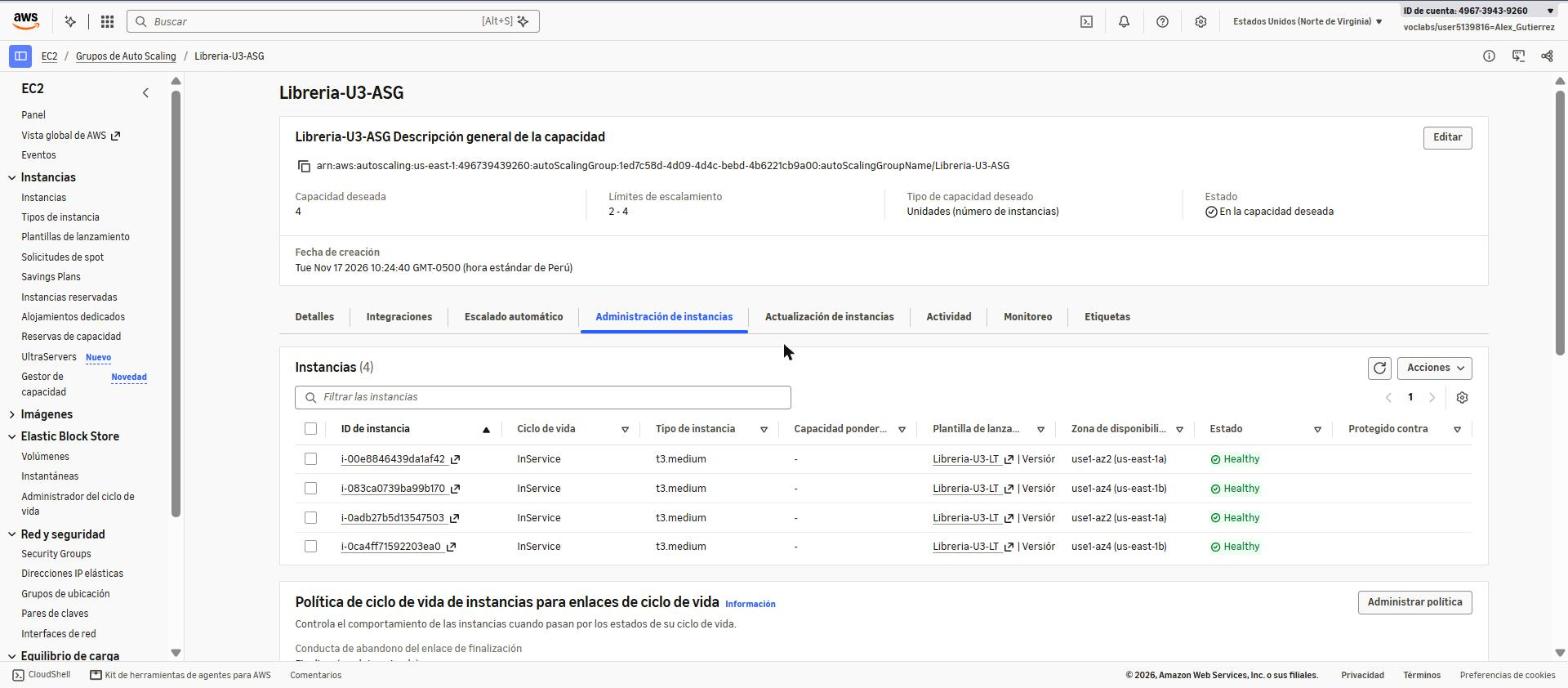 aws
Buscar
[Alt+S]
Estados Unidos (Norte de Virginia)
ID de cuenta: 4967-3943-9260
voclabs/user5139816=Alex_Gutierrez
EC2 / Grupos de Auto Scaling / Libreria-U3-ASG
EC2
Panel
Vista global de AWS
Eventos
Instancias
Instancias
Tipos de instancia
Plantillas de lanzamiento
Solicitudes de spot
Savings Plans
Instancias reservadas
Alojamientos dedicados
Reservas de capacidad
UltraServers Nuevo
Gestor de capacidad Novedad
Imágenes
Elastic Block Store
Volúmenes
Instantáneas
Administrador del ciclo de vida
Red y seguridad
Security Groups
Direcciones IP elásticas
Grupos de ubicación
Pares de claves
Interfaces de red
Equilibrio de carga
Libreria-U3-ASG
Libreria-U3-ASG Descripción general de la capacidad
Editar
arn:aws:autoscaling:us-east-1:496739439260:autoScalingGroup:1ed7c58d-4d09-4d4c-bebd-4b6221cb9a00:autoScalingGroupName/Libreria-U3-ASG
Capacidad deseada
4
Límites de escalamiento
2 - 4
Tipo de capacidad deseado
Unidades (número de instancias)
Estado
En la capacidad deseada
Fecha de creación
Tue Nov 17 2026 10:24:40 GMT-0500 (hora estándar de Perú)
Detalles Integraciones Escalado automático Administración de instancias Actualización de instancias Actividad Monitoreo Etiquetas
Instancias (4)
Acciones
Filtrar las instancias
1
ID de instancia Ciclo de vida Tipo de instancia Capacidad ponder... Plantilla de lanza... Zona de disponibili... Estado Protegido contra
i-00e8846439da1af42 InService t3.medium - Libreria-U3-LT | Versiór use1-az2 (us-east-1a) Healthy
i-083ca0739ba99b170 InService t3.medium - Libreria-U3-LT | Versiór use1-az4 (us-east-1b) Healthy
i-0adb27b5d13547503 InService t3.medium - Libreria-U3-LT | Versiór use1-az2 (us-east-1a) Healthy
i-0ca4ff71592203ea0 InService t3.medium - Libreria-U3-LT | Versiór use1-az4 (us-east-1b) Healthy
Política de ciclo de vida de instancias para enlaces de ciclo de vida Información
Administrar política
Controla el comportamiento de las instancias cuando pasan por los estados de su ciclo de vida.
Conducta de abandono del enlace de finalización
CloudShell Kit de herramientas de agentes para AWS Comentarios
© 2026, Amazon Web Services, Inc. o sus filiales. Privacidad Términos Preferencias de cookies